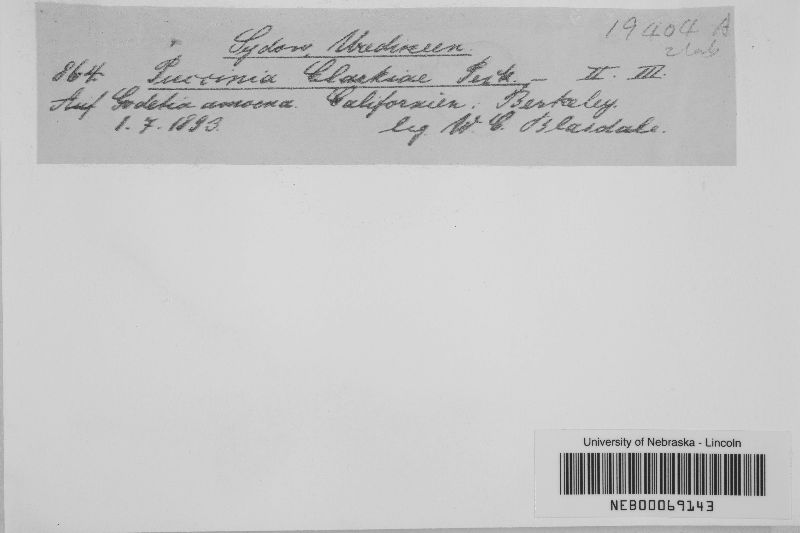 19404 A
Sydow, Uredineen.
864. Puccinia Clarkiae Peck. – II. III.
Auf Godetia amoena. Californien: Berkeley.
1. 7. 1893. leg. W. C. Blasdale.
University of Nebraska - Lincoln
NEB00069143